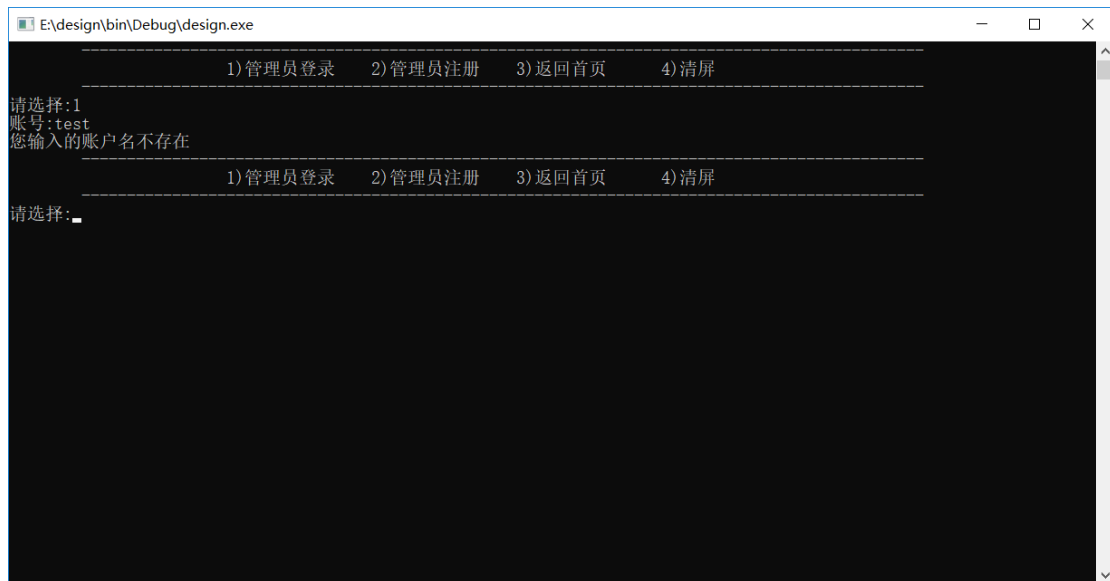 E:\design\bin\Debug\design.exe
1)管理员登录 2)管理员注册 3)返回首页 4)清屏
请选择:1
账号:test
您输入的账户名不存在
1)管理员登录 2)管理员注册 3)返回首页 4)清屏
请选择: